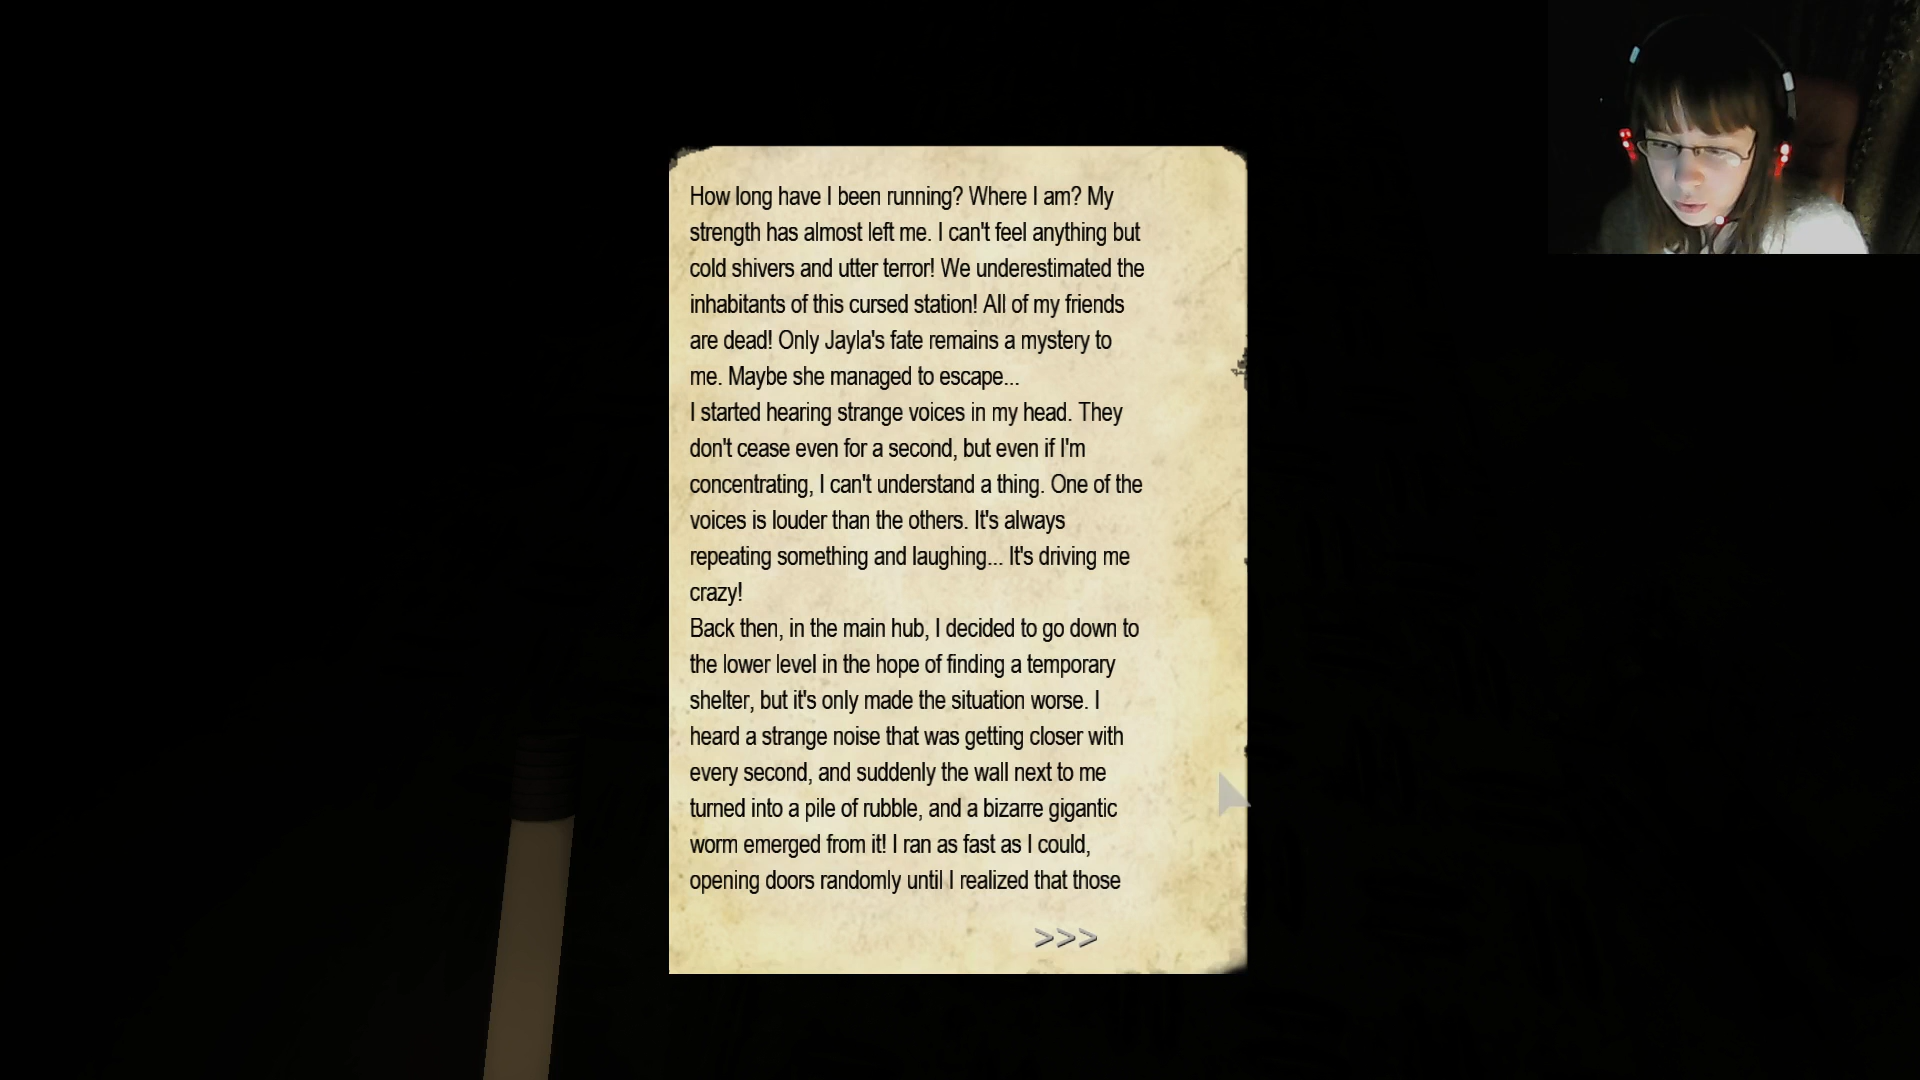 How long have I been running? Where I am? My
strength has almost left me. I can't feel anything but
cold shivers and utter terror! We underestimated the
inhabitants of this cursed station! All of my friends
are dead! Only Jayla's fate remains a mystery to
me. Maybe she managed to escape...
I started hearing strange voices in my head. They
don't cease even for a second, but even if I'm
concentrating, I can't understand a thing. One of the
voices is louder than the others. It's always
repeating something and laughing... It's driving me
crazy!
Back then, in the main hub, I decided to go down to
the lower level in the hope of finding a temporary
shelter, but it's only made the situation worse. I
heard a strange noise that was getting closer with
every second, and suddenly the wall next to me
turned into a pile of rubble, and a bizarre gigantic
worm emerged from it! I ran as fast as I could,
opening doors randomly until I realized that those
>>>